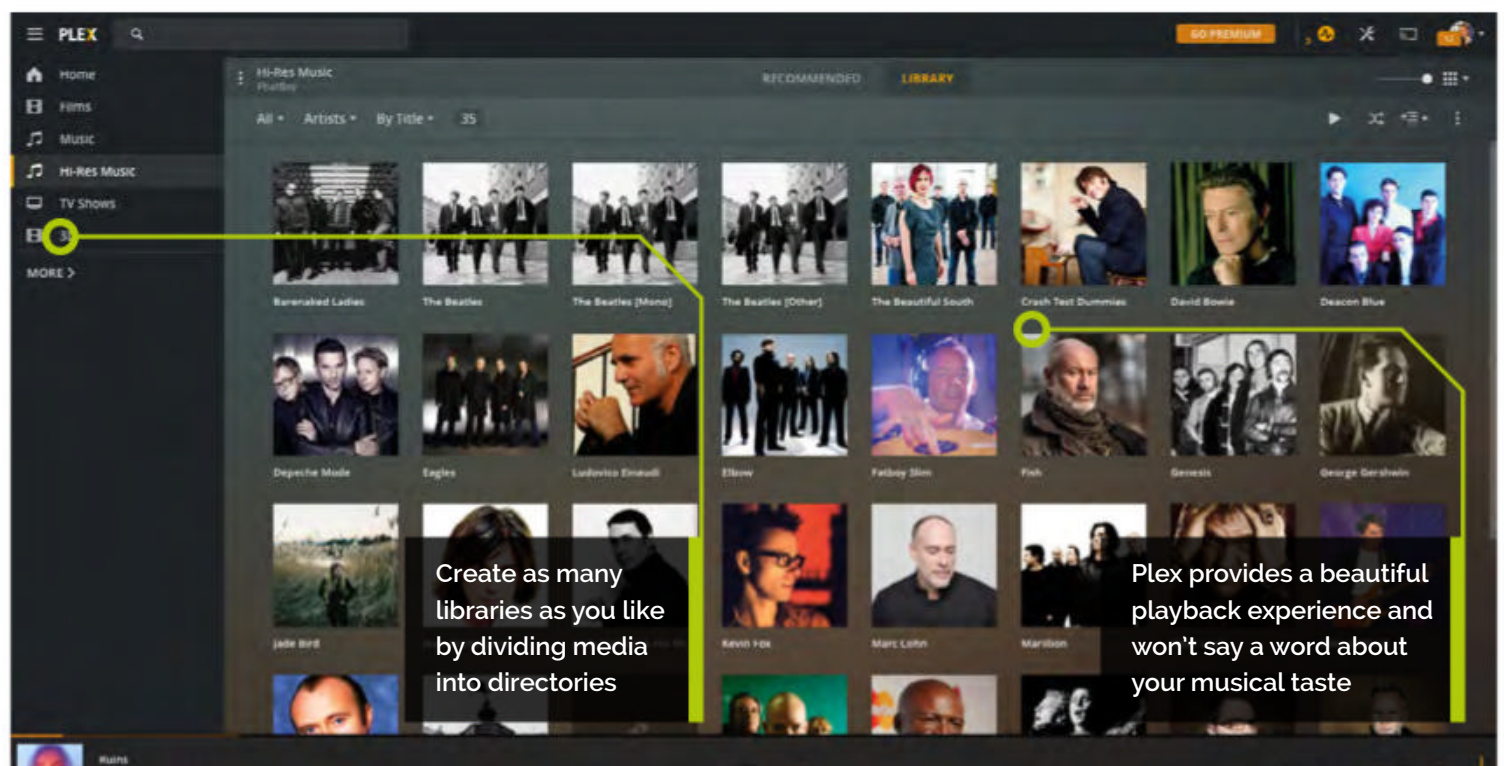 PLEX
GO PREMIUM
Home
Hi-Res Music
RECOMMENDED
LIBRARY
Films
All
Artists
By Title
35
Music
Hi-Res Music
TV Shows
MORE >
Barenaked Ladies
The Beatles
The Beatles [Mono]
The Beatles [Other]
The Beautiful South
Crash Test Dummies
David Bowie
Deacon Blue
Depeche Mode
Eagles
Ludovico Einaudi
Elbow
Fatboy Slim
Fish
Genesis
George Gershwin
Jade Bird
Kevin Fox
Marc Cohn
Marillion
Create as many
libraries as you like
by dividing media
into directories
Plex provides a beautiful
playback experience and
won't say a word about
your musical taste
Ruins